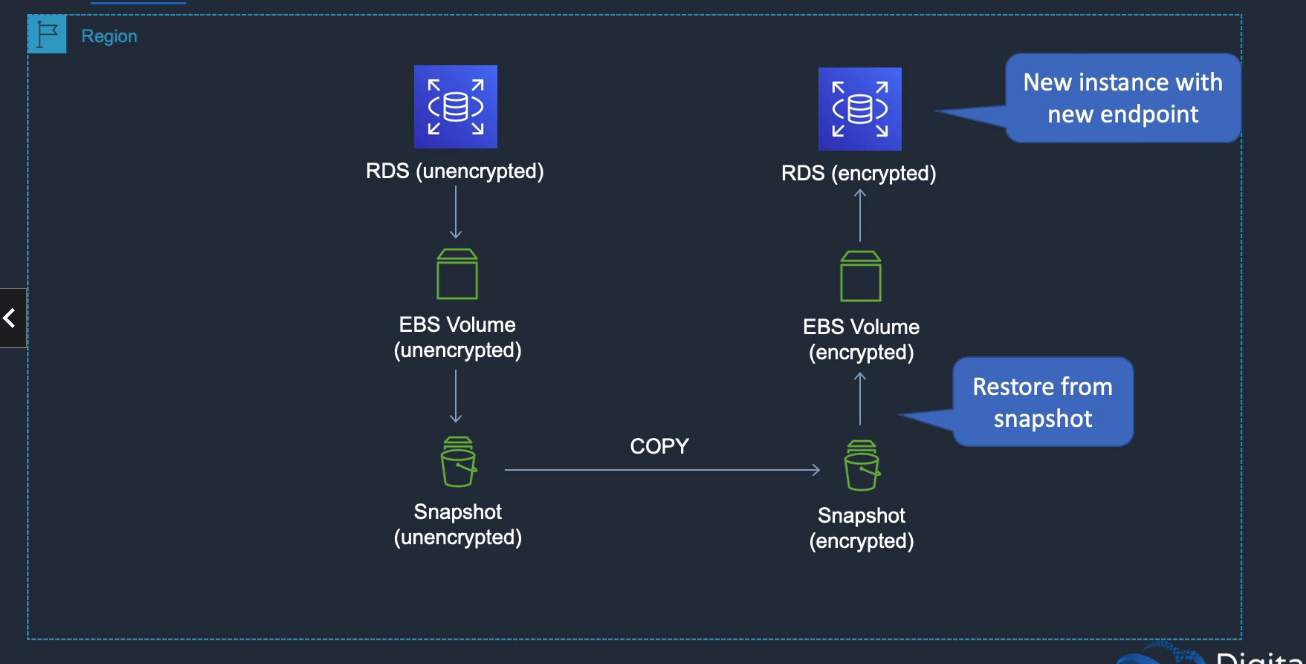 Region
New instance with
new endpoint
RDS (unencrypted)
RDS (encrypted)
EBS Volume
(unencrypted)
EBS Volume
(encrypted)
Restore from
snapshot
COPY
Snapshot
(unencrypted)
Snapshot
(encrypted)